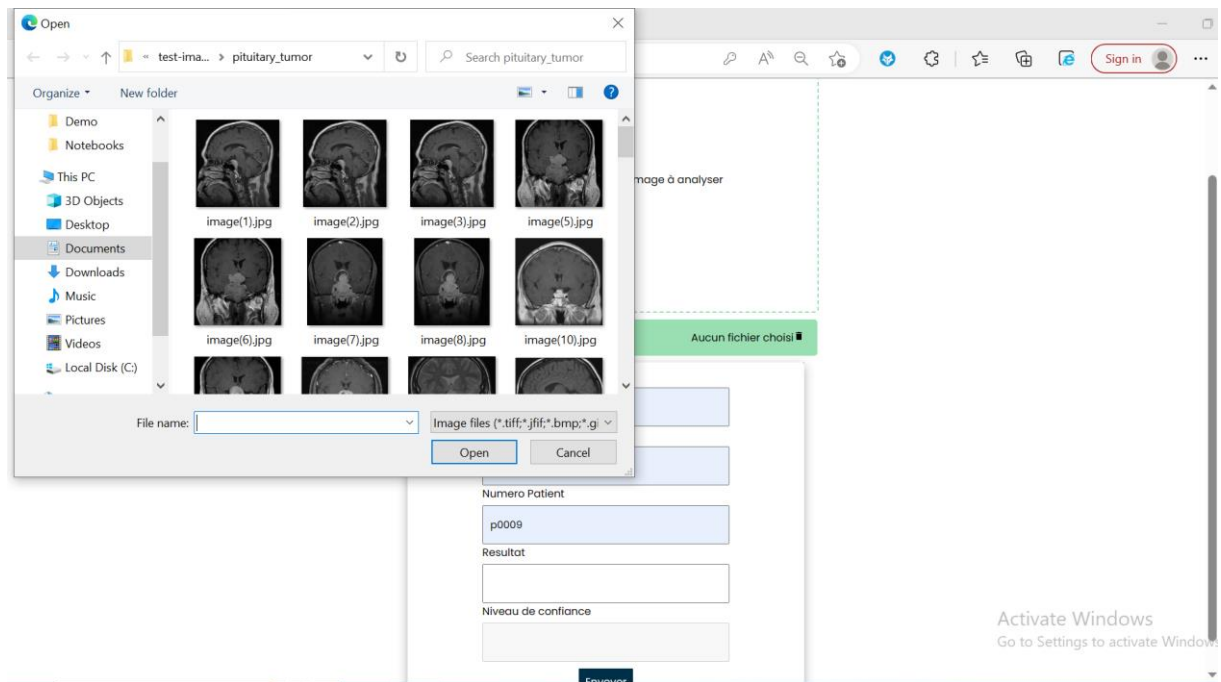 Open
Sign in
« test-ima... > pituitary_tumor
Search pituitary_tumor
Organize
New folder
Demo
Notebooks
This PC
3D Objects
Desktop
Documents
Downloads
Music
Pictures
Videos
Local Disk (C:)
image(1).jpg image(2).jpg image(3).jpg image(5).jpg
image(6).jpg image(7).jpg image(8).jpg image(10).jpg
File name:
Image files (*.tiff;*.jfif;*.bmp;*.gi
Open Cancel
mage à analyser
Aucun fichier choisi
Numero Patient
p0009
Resultat
Niveau de confiance
Envoyer
Activate Windows
Go to Settings to activate Windows